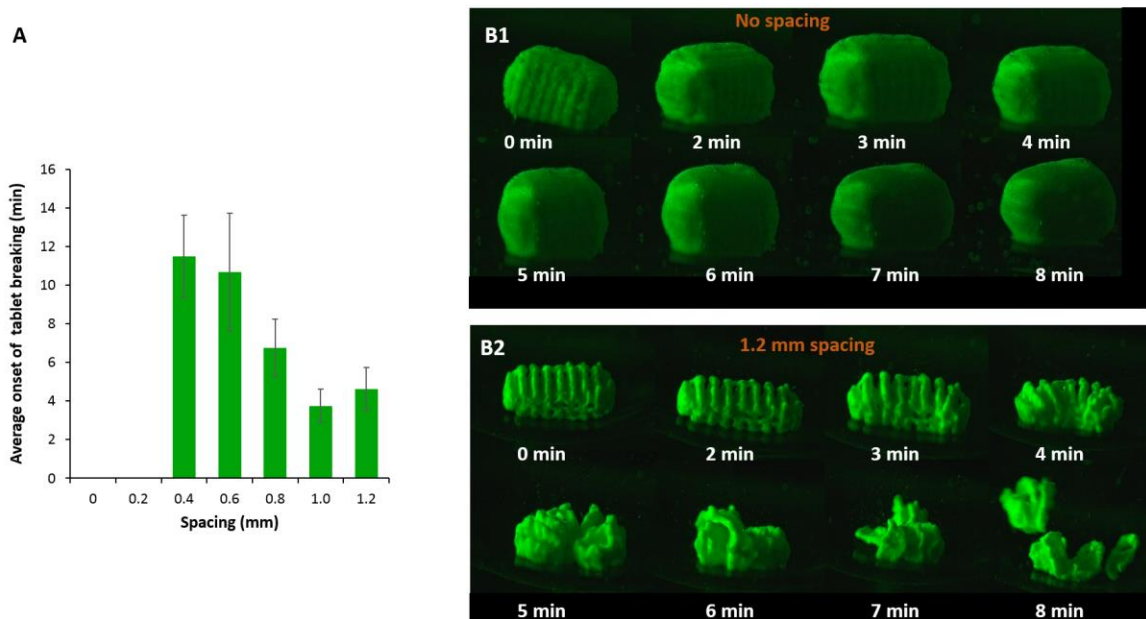 A
Average onset of tablet breaking (min)
16
14
12
10
8
6
4
2
0
0 0.2 0.4 0.6 0.8 1.0 1.2
Spacing (mm)
B1
No spacing
0 min 2 min 3 min 4 min
5 min 6 min 7 min 8 min
B2
1.2 mm spacing
0 min 2 min 3 min 4 min
5 min 6 min 7 min 8 min